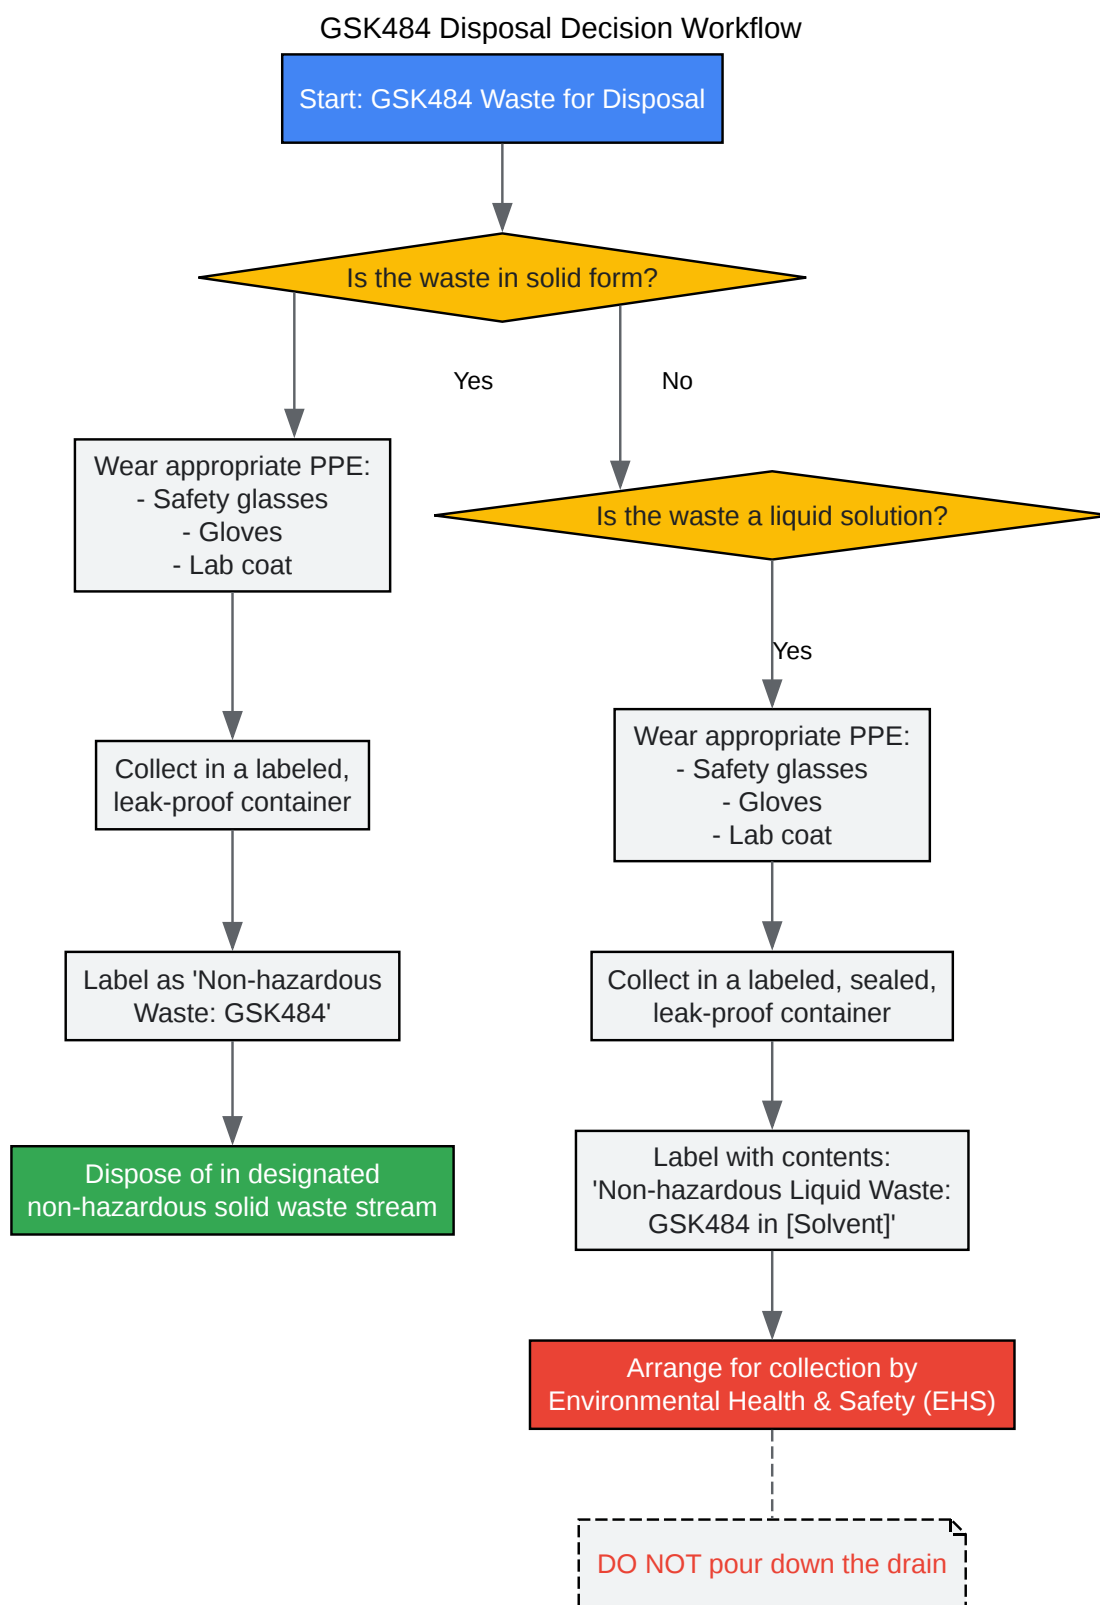 GSK484 Disposal Decision Workflow
Start: GSK484 Waste for Disposal
Is the waste in solid form?
Yes
No
Wear appropriate PPE:
- Safety glasses
- Gloves
- Lab coat
Collect in a labeled,
leak-proof container
Label as 'Non-hazardous
Waste: GSK484'
Dispose of in designated
non-hazardous solid waste stream
Is the waste a liquid solution?
Yes
Wear appropriate PPE:
- Safety glasses
- Gloves
- Lab coat
Collect in a labeled, sealed,
leak-proof container
Label with contents:
'Non-hazardous Liquid Waste:
GSK484 in [Solvent]'
Arrange for collection by
Environmental Health & Safety (EHS)
DO NOT pour down the drain